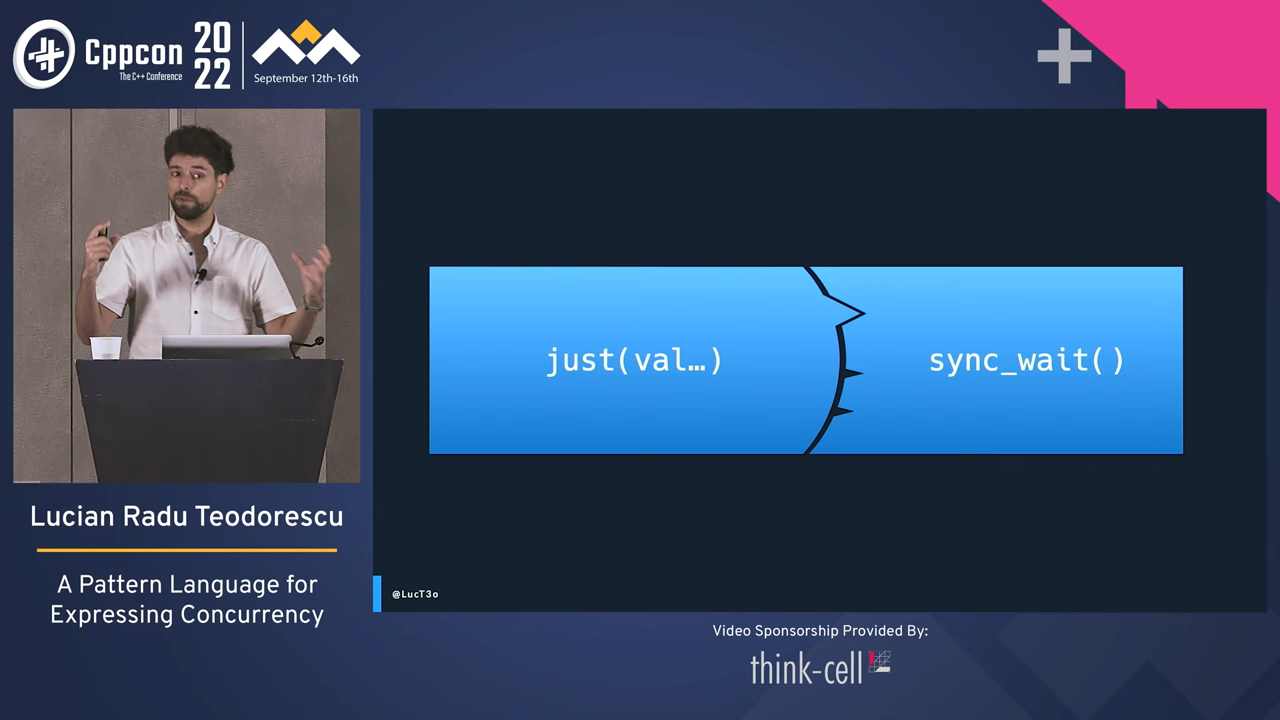 Cppcon
The C++ Conference
20
22
September 12th-16th
just(val…)
sync_wait()
@LucT3o
Lucian Radu Teodorescu
A Pattern Language for
Expressing Concurrency
Video Sponsorship Provided By:
think-cell